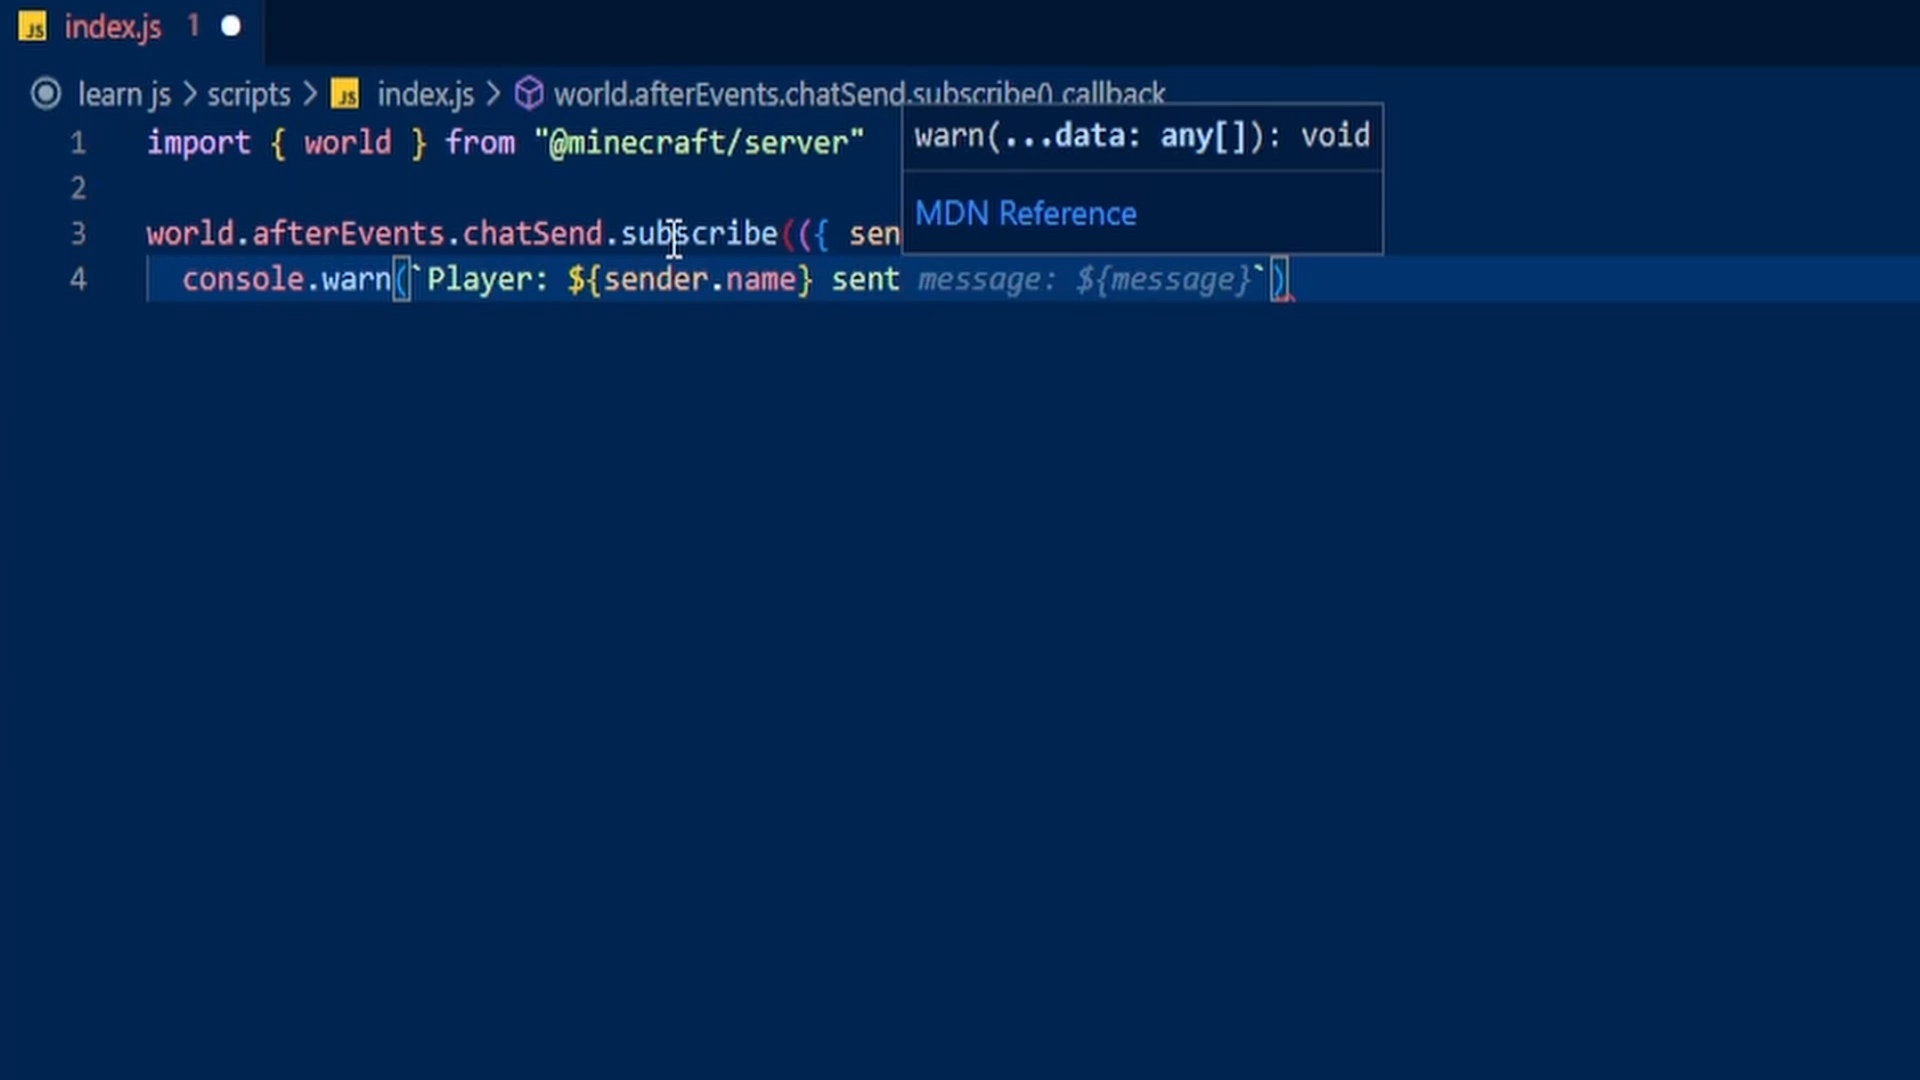 index.js 1
learn js > scripts > index.js > world.afterEvents.chatSend.subscribe() callback
warn(...data: any[]): void
MDN Reference
1 import { world } from "@minecraft/server"
2
3 world.afterEvents.chatSend.subscribe(({ sen
4 console.warn(`Player: ${sender.name} sent message: ${message}`)